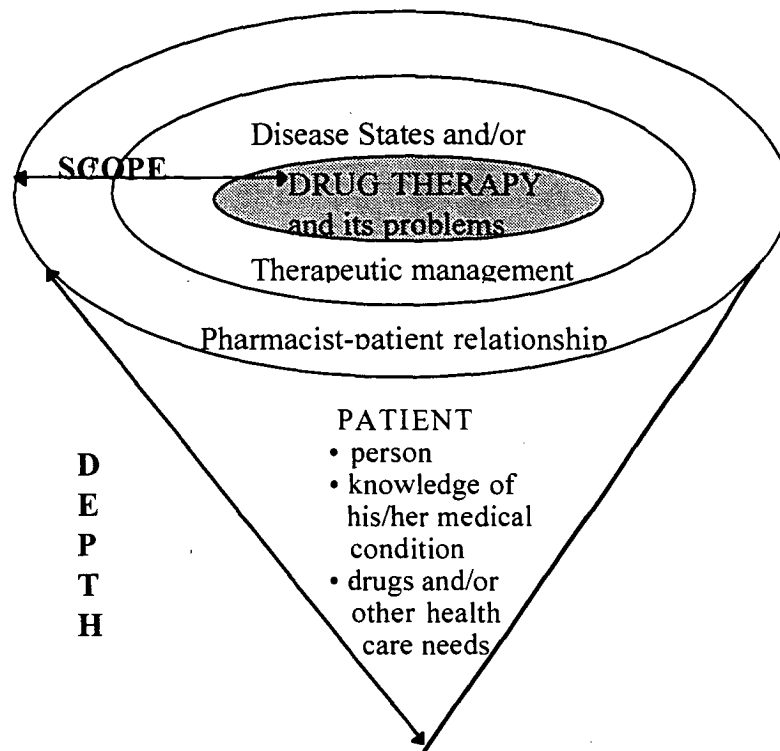 Disease States and/or
SCOPE
DRUG THERAPY
and its problems
Therapeutic management
Pharmacist-patient relationship
PATIENT
• person
• knowledge of
his/her medical
condition
• drugs and/or
other health
care needs
D
E
P
T
H